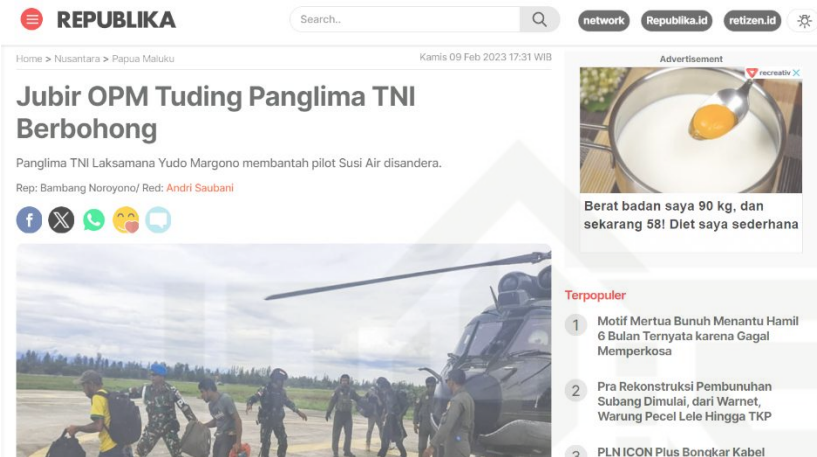 REPUBLIKA
Search..
network
Republika.id
retizen.id
Home > Nusantara > Papua Maluku
Kamis 09 Feb 2023 17:31 WIB
Jubir OPM Tuding Panglima TNI
Berbohong
Panglima TNI Laksamana Yudo Margono membantah pilot Susi Air disandera.
Rep: Bambang Noroyono/ Red: Andri Saubani
Advertisement
recreativ
Berat badan saya 90 kg, dan
sekarang 58! Diet saya sederhana
Terpopuler
1
Motif Mertua Bunuh Menantu Hamil
6 Bulan Ternyata karena Gagal
Memperkosa
2
Pra Rekonstruksi Pembunuhan
Subang Dimulai, dari Warnet,
Warung Pecel Lele Hingga TKP
3
PLN ICON Plus Bongkar Kabel